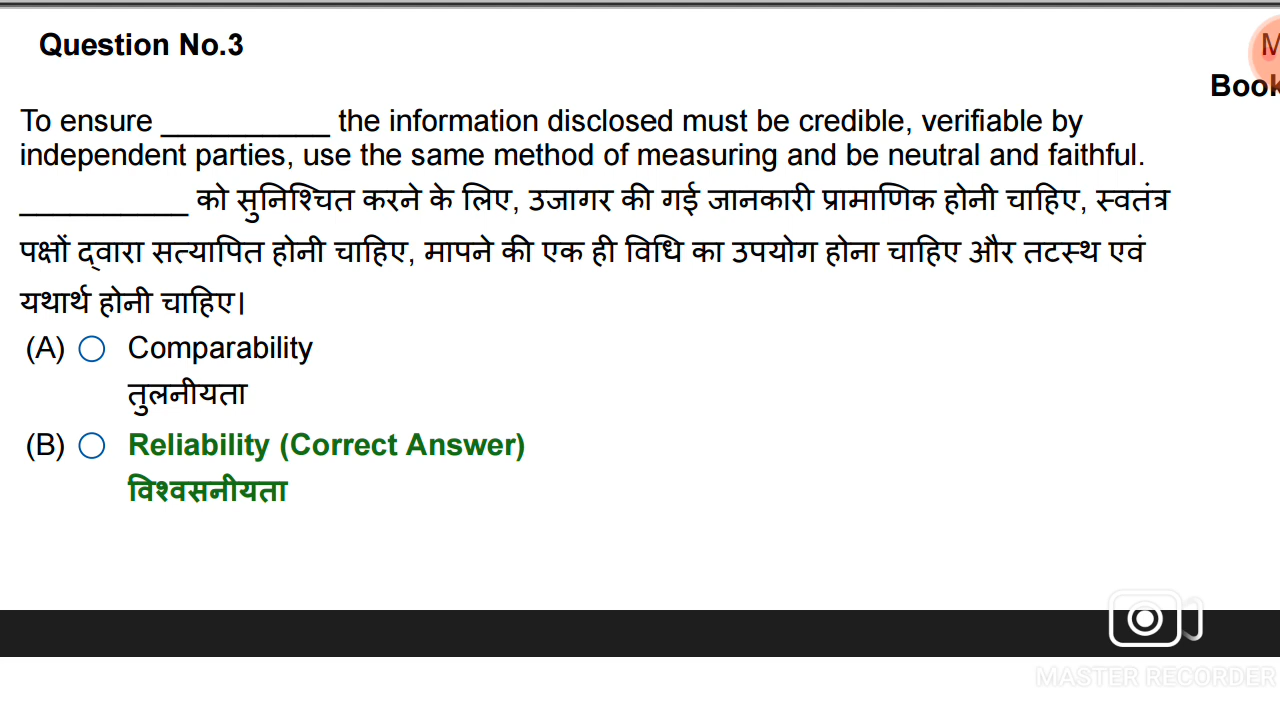 Question No.3
Book
To ensure __________ the information disclosed must be credible, verifiable by
independent parties, use the same method of measuring and be neutral and faithful.
__________ को सुनिश्चित करने के लिए, उजागर की गई जानकारी प्रामाणिक होनी चाहिए, स्वतंत्र
पक्षों द्वारा सत्यापित होनी चाहिए, मापने की एक ही विधि का उपयोग होना चाहिए और तटस्थ एवं
यथार्थ होनी चाहिए।
(A) Comparability
तुलनीयता
(B) Reliability (Correct Answer)
विश्वसनीयता
MASTER RECORDER